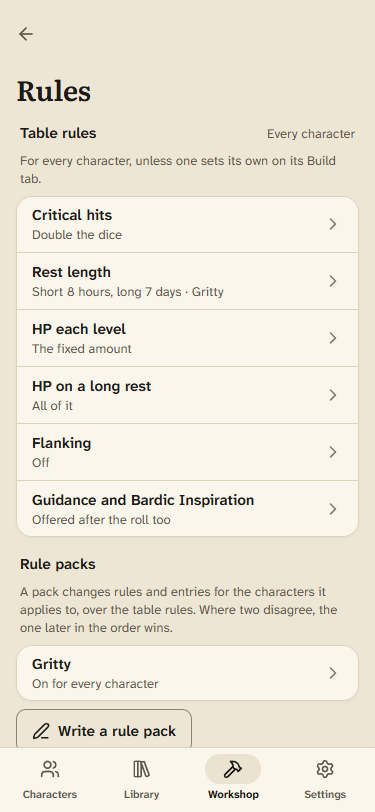 Rules
Table rules
Every character
For every character, unless one sets its own on its Build
tab.
Critical hits
Double the dice
Rest length
Short 8 hours, long 7 days · Gritty
HP each level
The fixed amount
HP on a long rest
All of it
Flanking
Off
Guidance and Bardic Inspiration
Offered after the roll too
Rule packs
A pack changes rules and entries for the characters it
applies to, over the table rules. Where two disagree, the
one later in the order wins.
Gritty
On for every character
Write a rule pack
Characters
Library
Workshop
Settings